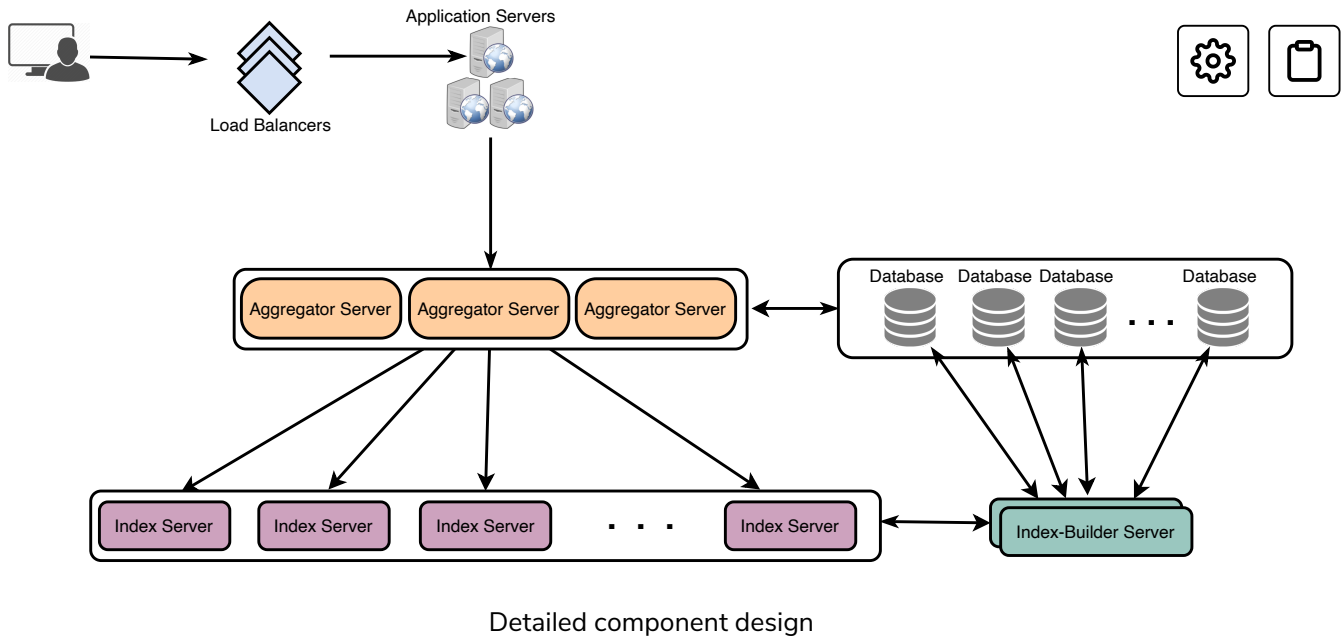 Application Servers
Load Balancers
Aggregator Server
Aggregator Server
Aggregator Server
Database
Database
Database
. . .
Database
Index Server
Index Server
Index Server
. . .
Index Server
Index-Builder Server
Detailed component design